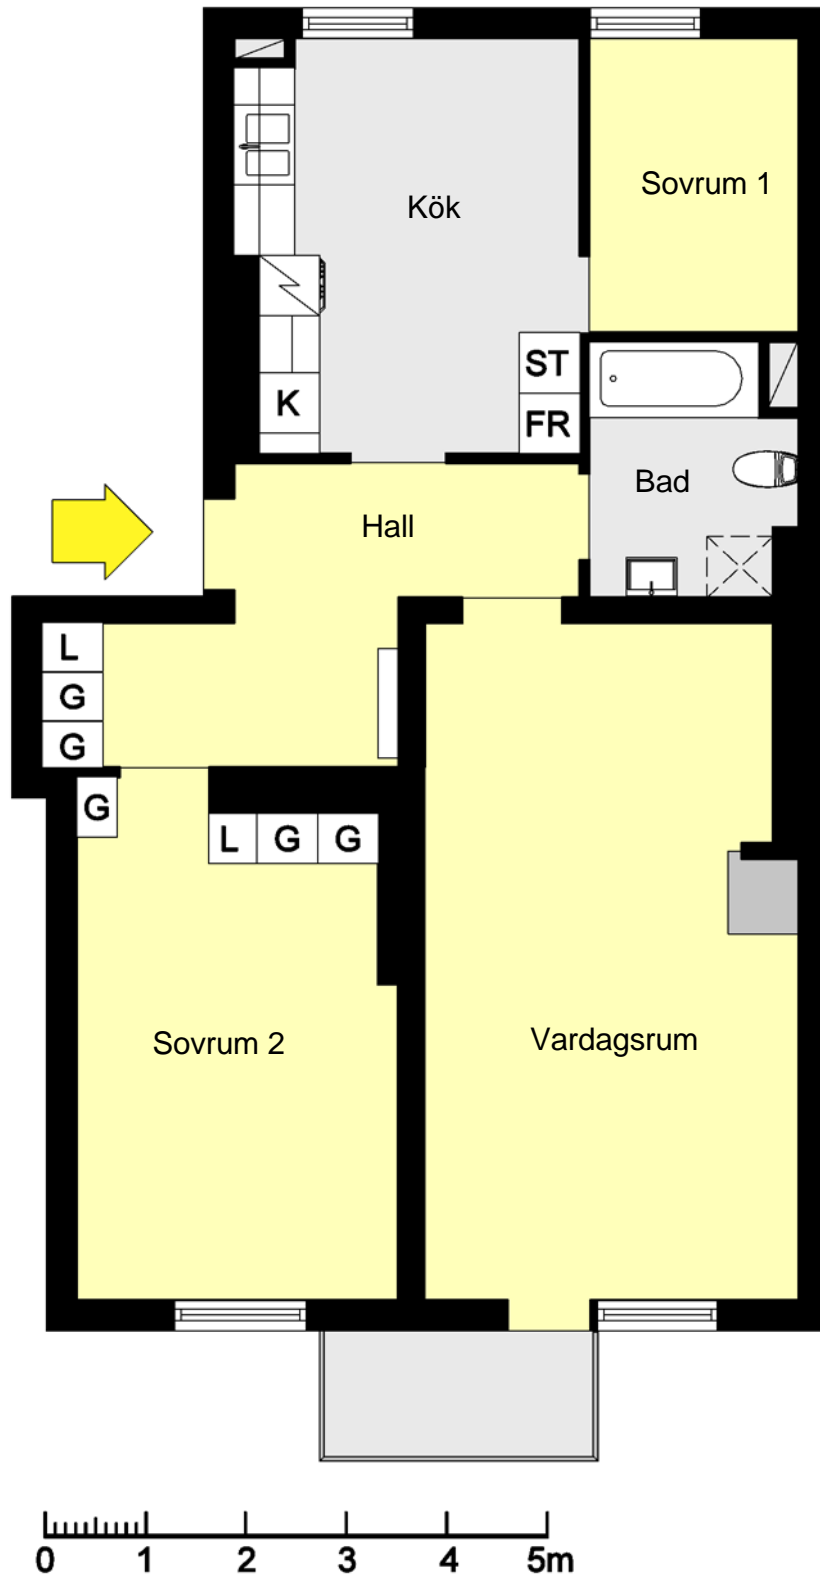 Sovrum 1
Kök
ST
K
FR
Bad
Hall
L
G
G
G
L G G
Sovrum 2
Vardagsrum
0 1 2 3 4 5m